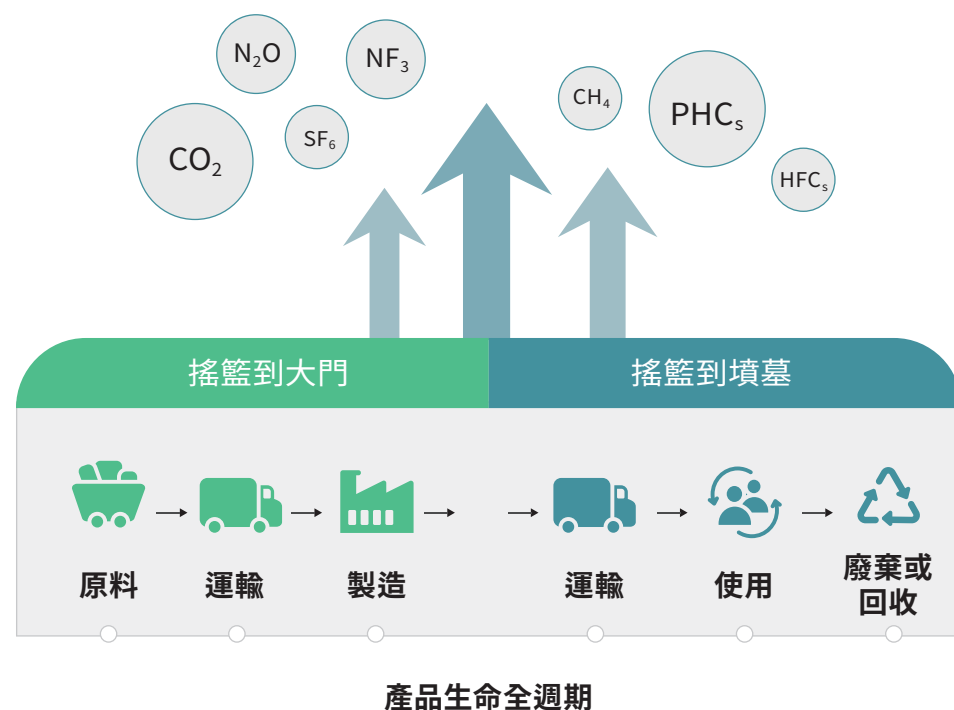 N₂O
NF₃
CH₄
PHCₛ
CO₂
SF₆
HFCₛ
搖籃到大門
搖籃到墳墓
原料
運輸
製造
運輸
使用
廢棄或
回收
產品生命全週期